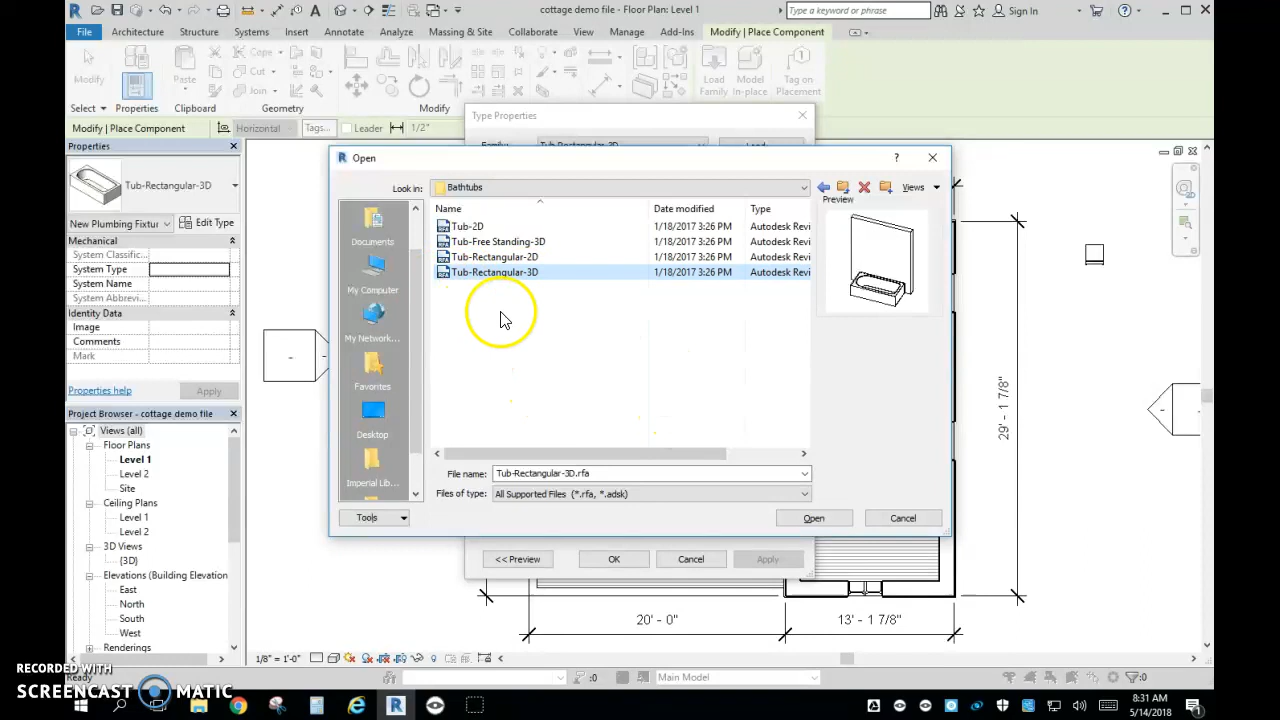 cottage demo file - Floor Plan: Level 1
Type a keyword or phrase
Sign In
File
Architecture
Structure
Systems
Insert
Annotate
Analyze
Massing & Site
Collaborate
View
Manage
Add-Ins
Modify | Place Component
Modify
Paste
Cope
Cut
Join
Load Family
Model In-place
Tag on Placement
Select
Properties
Clipboard
Geometry
Modify
Modify | Place Component
Horizontal
Tags...
Leader
1/2"
Properties
Tub-Rectangular-3D
New Plumbing Fixtur
Edit Type
Mechanical
System Classific...
System Type
System Name
System Abbrevi...
Identity Data
Image
Comments
Mark
Properties help
Apply
Project Browser - cottage demo file
Views (all)
Floor Plans
Level 1
Level 2
Site
Ceiling Plans
Level 1
Level 2
3D Views
{3D}
Elevations (Building Elevation
East
North
South
West
Renderings
Type Properties
Open
Look in:
Bathtubs
Views
Documents
My Computer
My Network...
Favorites
Desktop
Imperial Lib...
Name
Date modified
Type
Tub-2D
1/18/2017 3:26 PM
Autodesk Revi
Tub-Free Standing-3D
1/18/2017 3:26 PM
Autodesk Revi
Tub-Rectangular-2D
1/18/2017 3:26 PM
Autodesk Revi
Tub-Rectangular-3D
1/18/2017 3:26 PM
Autodesk Revi
Preview
File name:
Tub-Rectangular-3D.rfa
Files of type:
All Supported Files (*.rfa, *.adsk)
Tools
Open
Cancel
<< Preview
OK
Cancel
Apply
29' - 1 7/8"
20' - 0"
13' - 1 7/8"
1/8" = 1'-0"
Ready
:0
Main Model
:0
RECORDED WITH
SCREENCAST MATIC
8:31 AM
5/14/2018